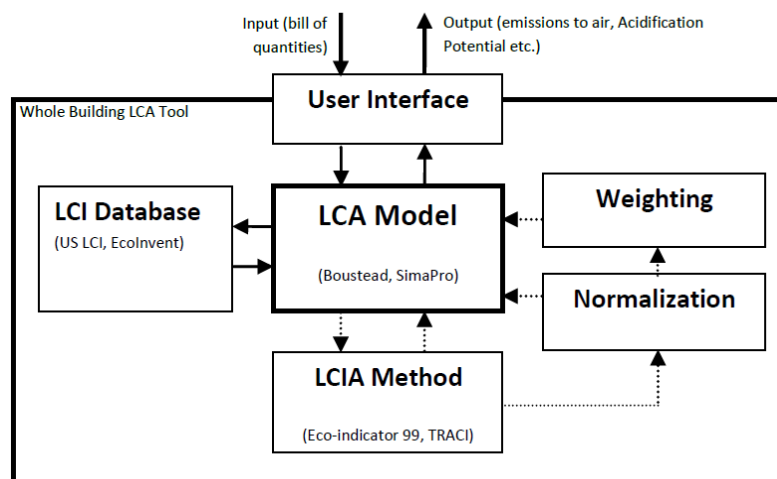 Input (bill of
quantities)
Output (emissions to air, Acidification
Potential etc.)
User Interface
Whole Building LCA Tool
LCI Database
(US LCI, EcoInvent)
LCA Model
(Boustead, SimaPro)
Weighting
Normalization
LCIA Method
(Eco-indicator 99, TRACI)